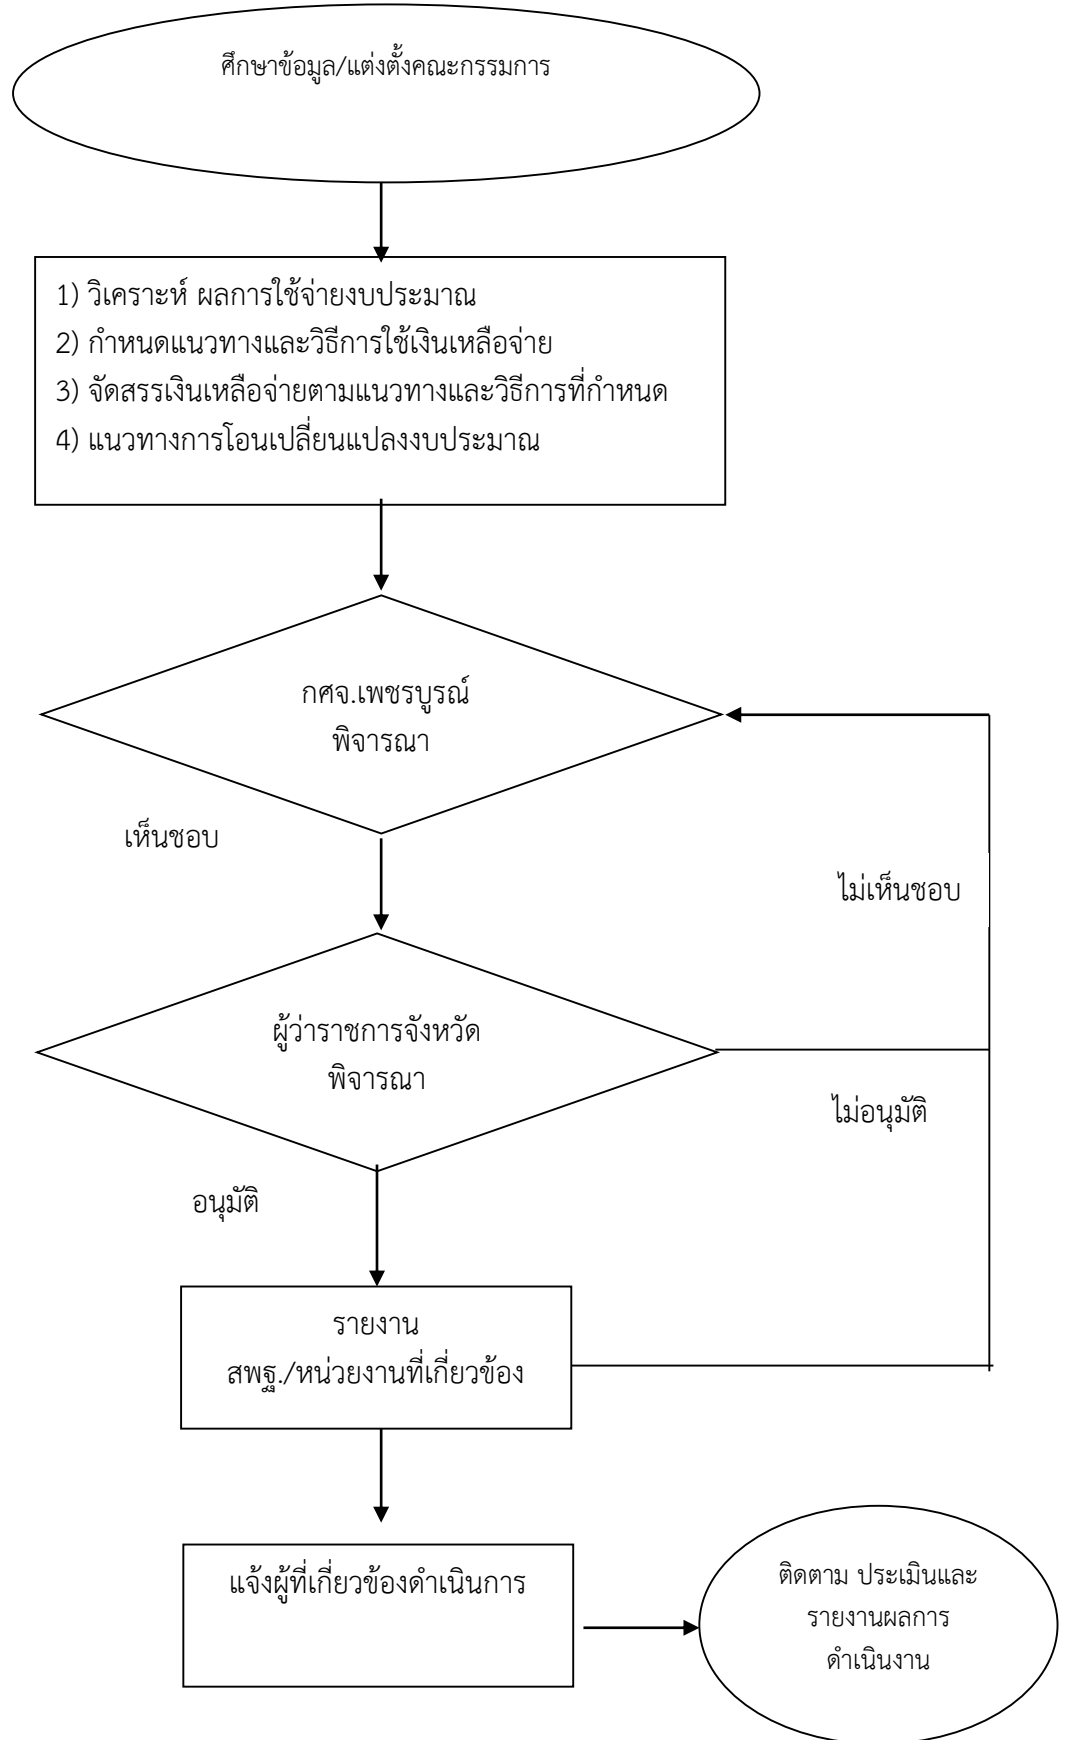 ศึกษาข้อมูล/แต่งตั้งคณะกรรมการ
1) วิเคราะห์ ผลการใช้จ่ายงบประมาณ
2) กำหนดแนวทางและวิธีการใช้เงินเหลือจ่าย
3) จัดสรรเงินเหลือจ่ายตามแนวทางและวิธีการที่กำหนด
4) แนวทางการโอนเปลี่ยนแปลงงบประมาณ
กศจ.เพชรบูรณ์
พิจารณา
เห็นชอบ
ไม่เห็นชอบ
ผู้ว่าราชการจังหวัด
พิจารณา
ไม่อนุมัติ
อนุมัติ
รายงาน
สพฐ./หน่วยงานที่เกี่ยวข้อง
แจ้งผู้ที่เกี่ยวข้องดำเนินการ
ติดตาม ประเมินและ
รายงานผลการ
ดำเนินงาน